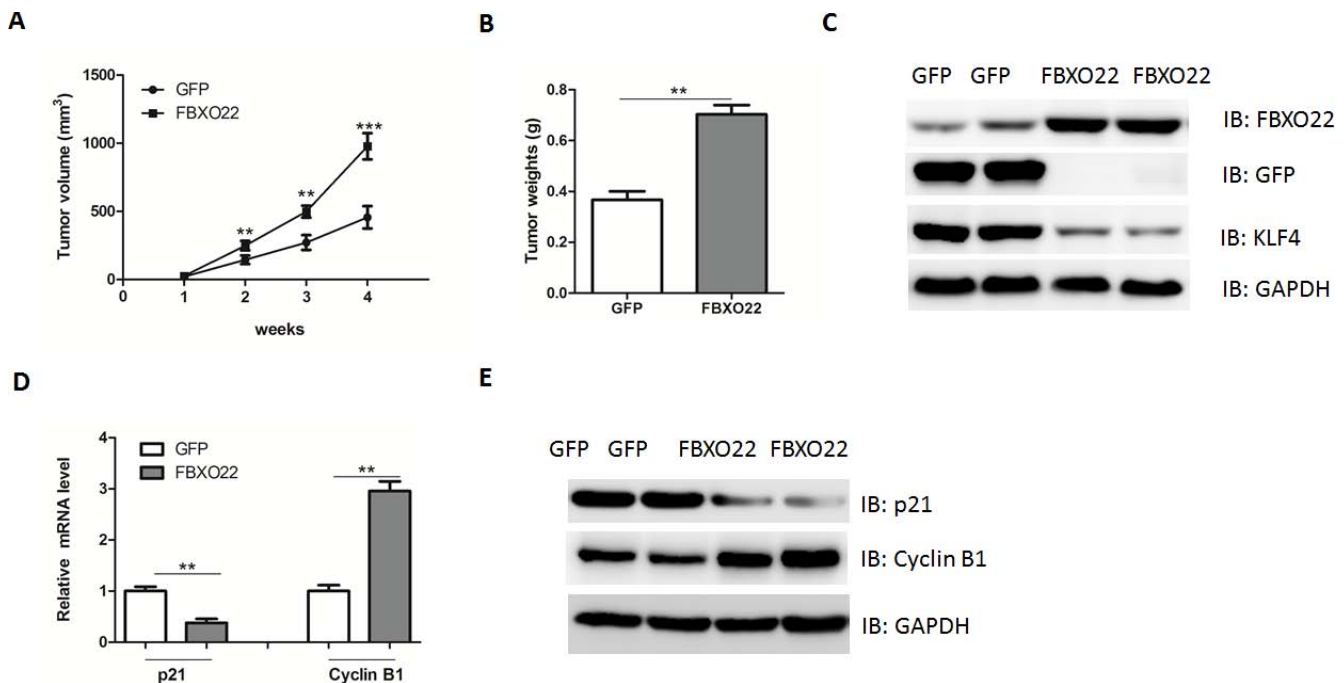 A
Tumor volume (mm³)
1500
1000
500
0
GFP
FBXO22
**
**
***
0 1 2 3 4
weeks
B
Tumor weights (g)
0.8
0.6
0.4
0.2
0.0
**
GFP FBXO22
C
GFP GFP FBXO22 FBXO22
IB: FBXO22
IB: GFP
IB: KLF4
IB: GAPDH
D
Relative mRNA level
4
3
2
1
0
GFP
FBXO22
**
**
p21 Cyclin B1
E
GFP GFP FBXO22 FBXO22
IB: p21
IB: Cyclin B1
IB: GAPDH